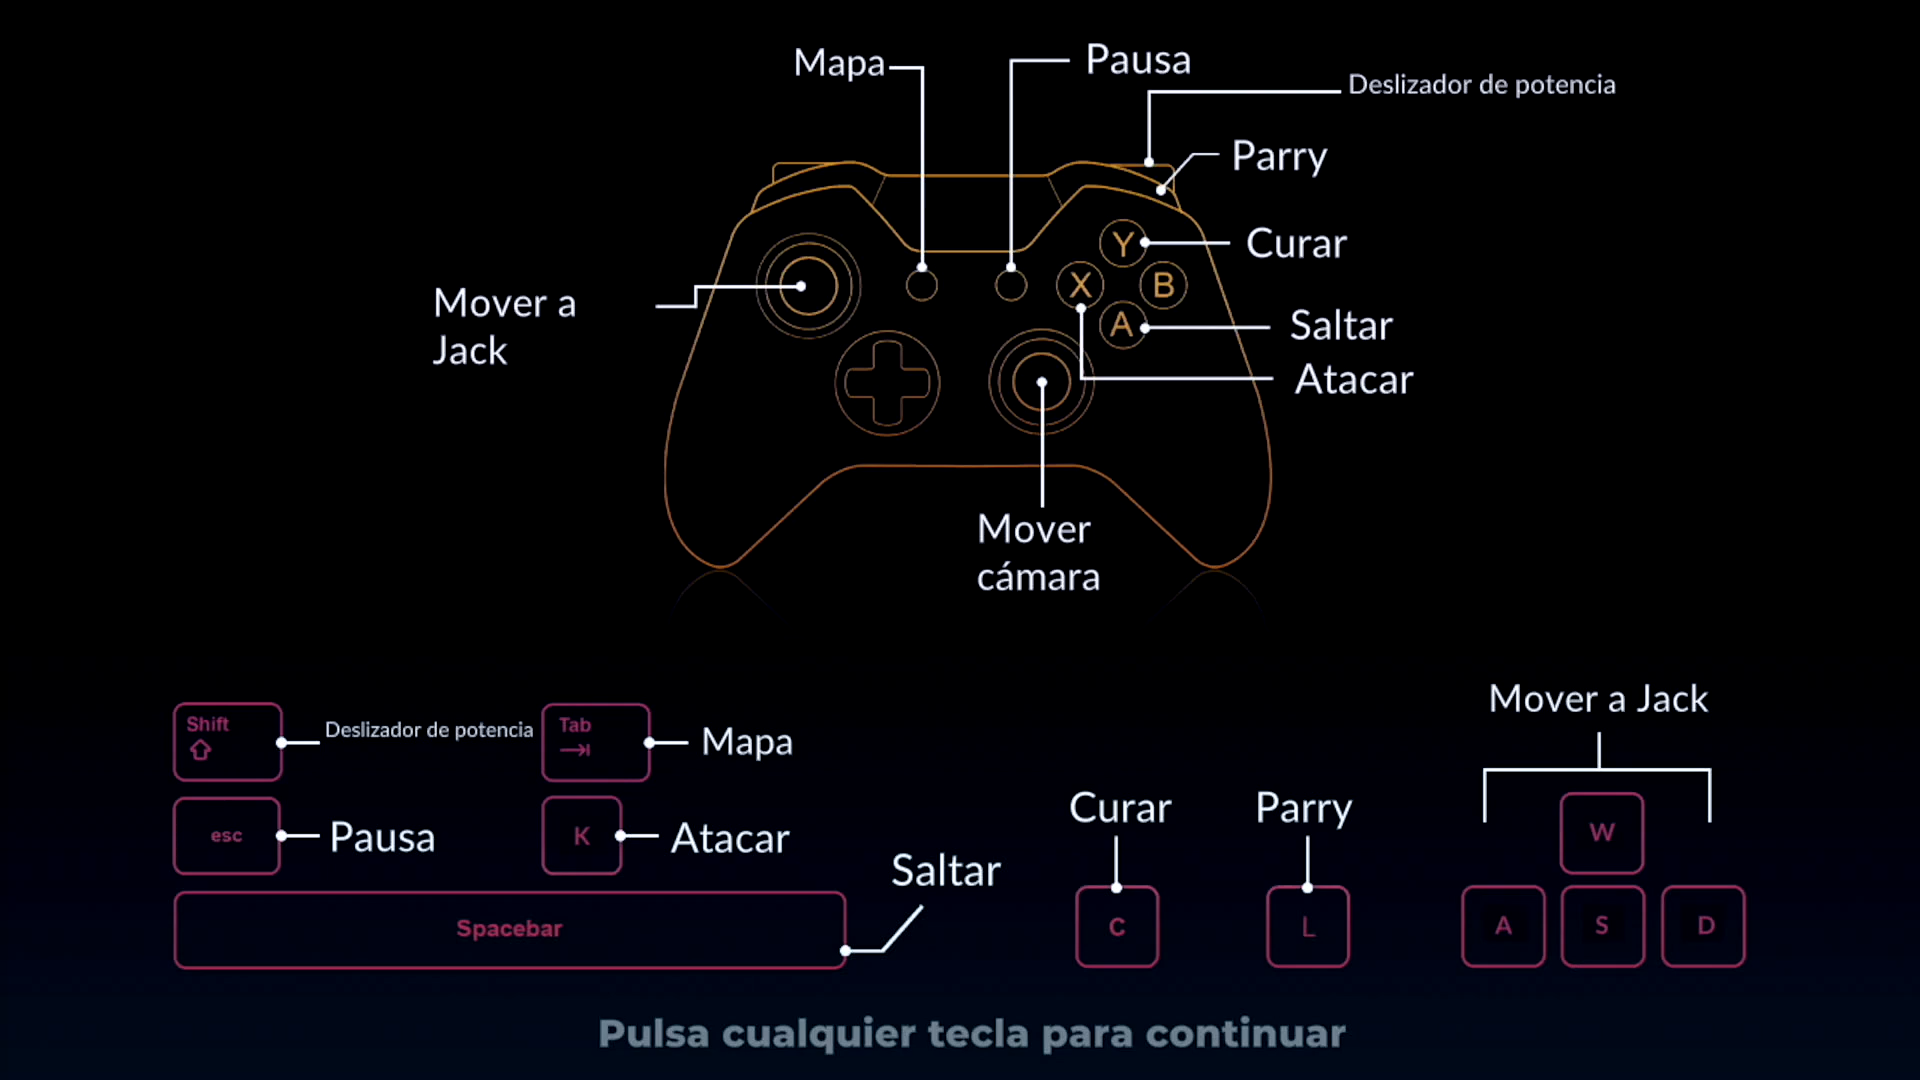 Mapa
Pausa
Deslizador de potencia
Parry
Y
Curar
X
B
Mover a
Jack
A
Saltar
Atacar
Mover
cámara
Mover a Jack
Shift
Deslizador de potencia
Tab
Mapa
Curar
Parry
W
esc
Pausa
K
Atacar
Saltar
Spacebar
C
L
A
S
D
Pulsa cualquier tecla para continuar